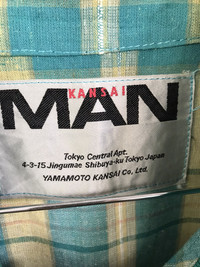 KANSAI
MAN
Tokyo Central Apt.
4-3-15 Jingumae Shibuya-ku Tokyo Japan
YAMAMOTO KANSAI Co, Ltd.